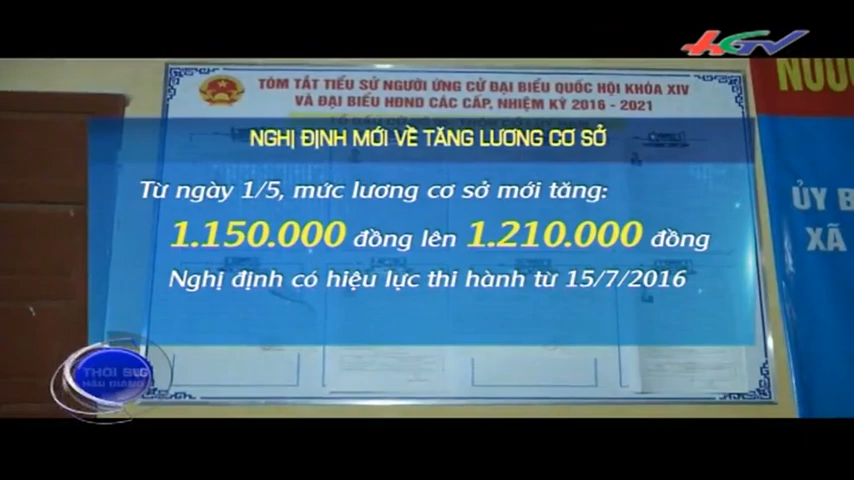 HGV
TÓM TẮT TIỂU SỬ NGƯỜI ỨNG CỬ ĐẠI BIỂU QUỐC HỘI KHÓA XIV
VÀ ĐẠI BIỂU HĐND CÁC CẤP, NHIỆM KỲ 2016 - 2021
NGHỊ ĐỊNH MỚI VỀ TĂNG LƯƠNG CƠ SỞ
Từ ngày 1/5, mức lương cơ sở mới tăng:
1.150.000 đồng lên 1.210.000 đồng
Nghị định có hiệu lực thi hành từ 15/7/2016
ỦY B
XÃ
THỜI SỰ
HẬU GIANG